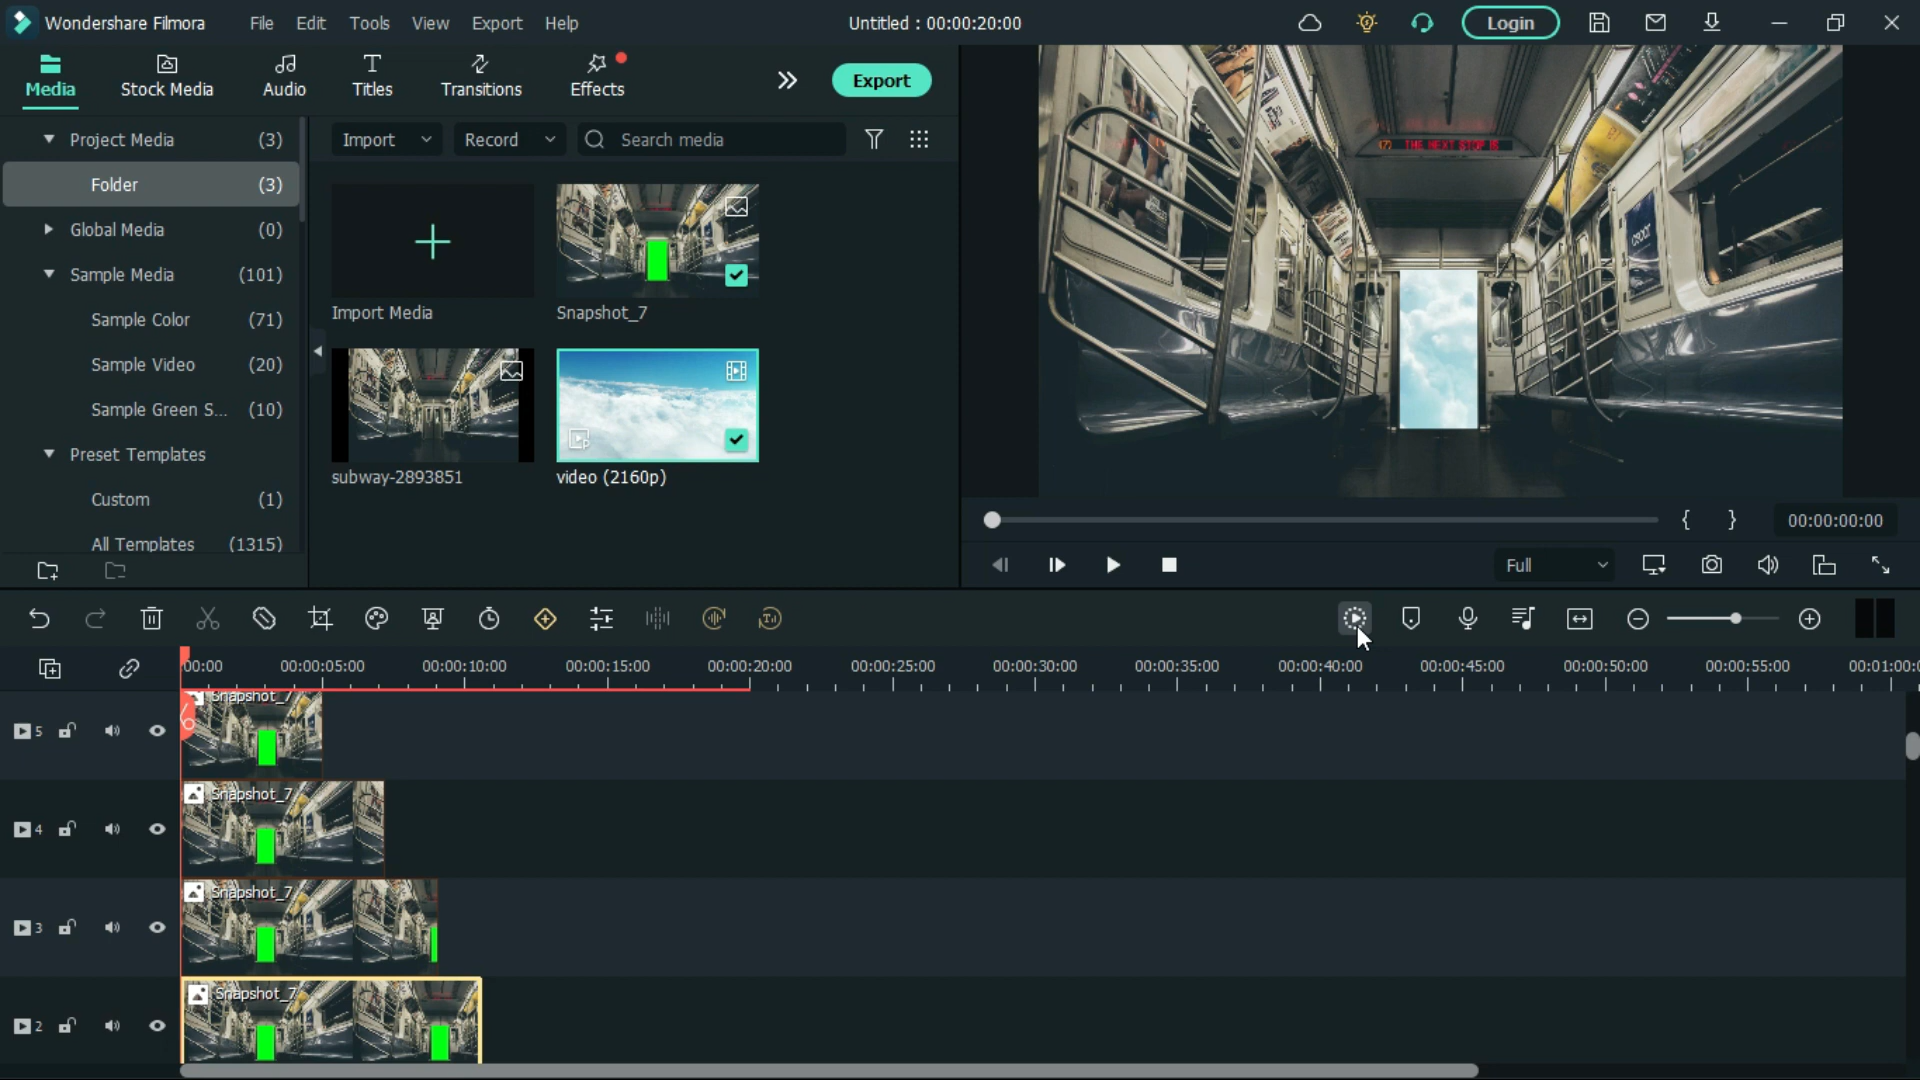 Wondershare Filmora File Edit Tools View Export Help Untitled : 00:00:20:00 Login
Media Stock Media Audio Titles Transitions Effects Export
Project Media (3)
Folder (3)
Global Media (0)
Sample Media (101)
Sample Color (71)
Sample Video (20)
Sample Green S... (10)
Preset Templates
Custom (1)
All Templates (1315)
Import Record Search media
Import Media Snapshot_7
subway-2893851 video (2160p)
(7) THE NEXT STOP IS
{ } 00:00:00:00
Full
00:00 00:00:05:00 00:00:10:00 00:00:15:00 00:00:20:00 00:00:25:00 00:00:30:00 00:00:35:00 00:00:40:00 00:00:45:00 00:00:50:00 00:00:55:00 00:01:00:0
5 Snapshot_7
4 Snapshot_7
3 Snapshot_7
2 Snapshot_7